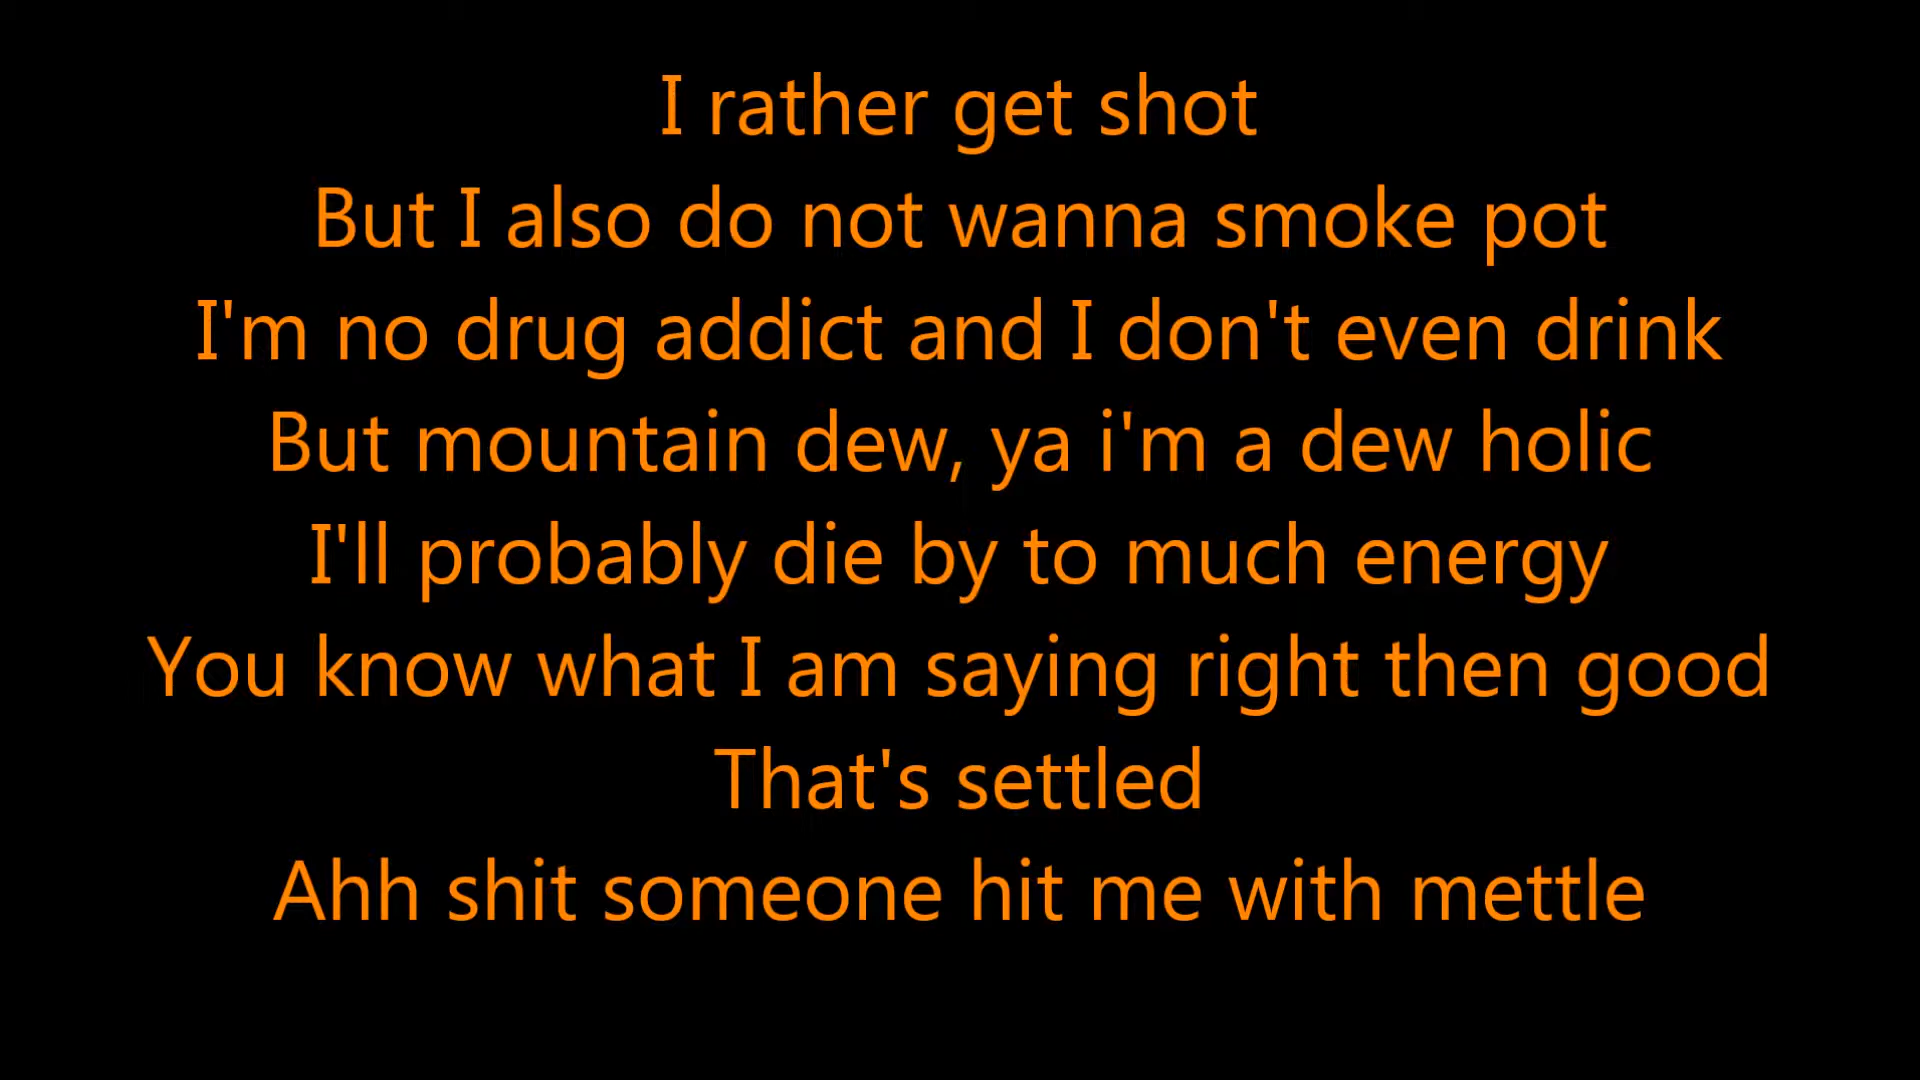 I rather get shot
But I also do not wanna smoke pot
I'm no drug addict and I don't even drink
But mountain dew, ya i'm a dew holic
I'll probably die by to much energy
You know what I am saying right then good
That's settled
Ahh shit someone hit me with mettle